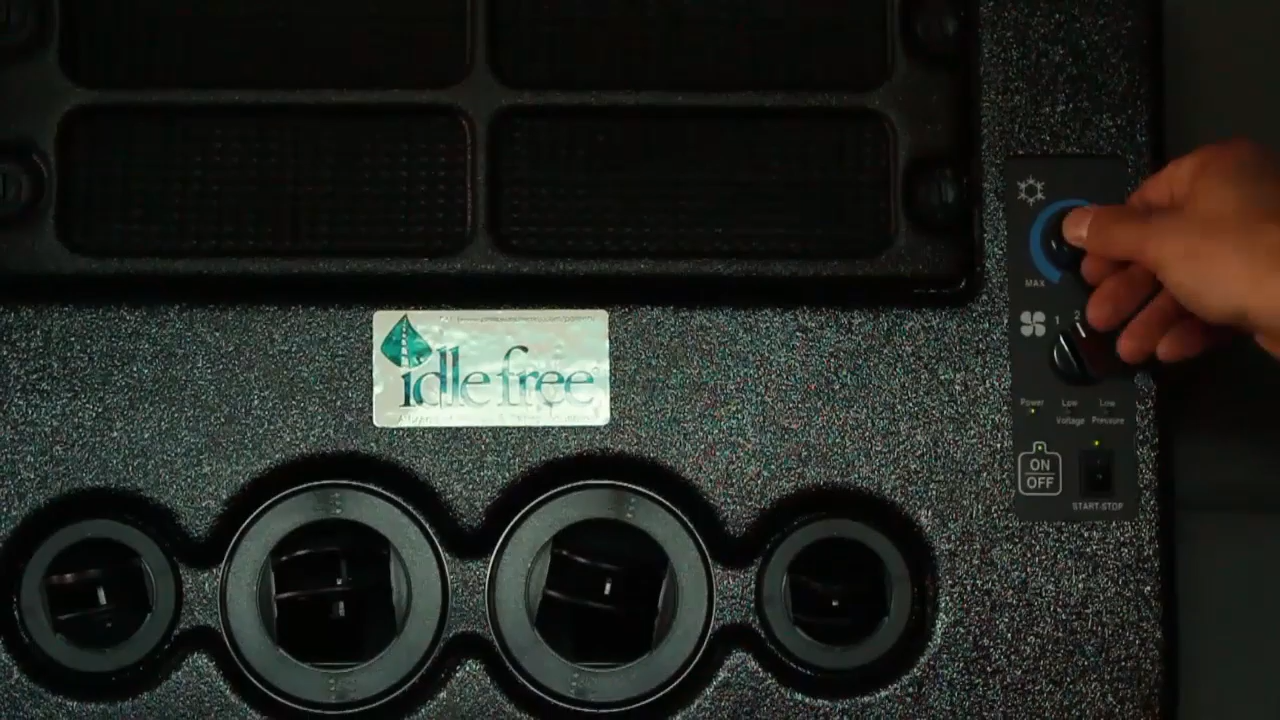 idle free®
MAX
1 2
Power Low Voltage Low Pressure
ON
OFF
START-STOP